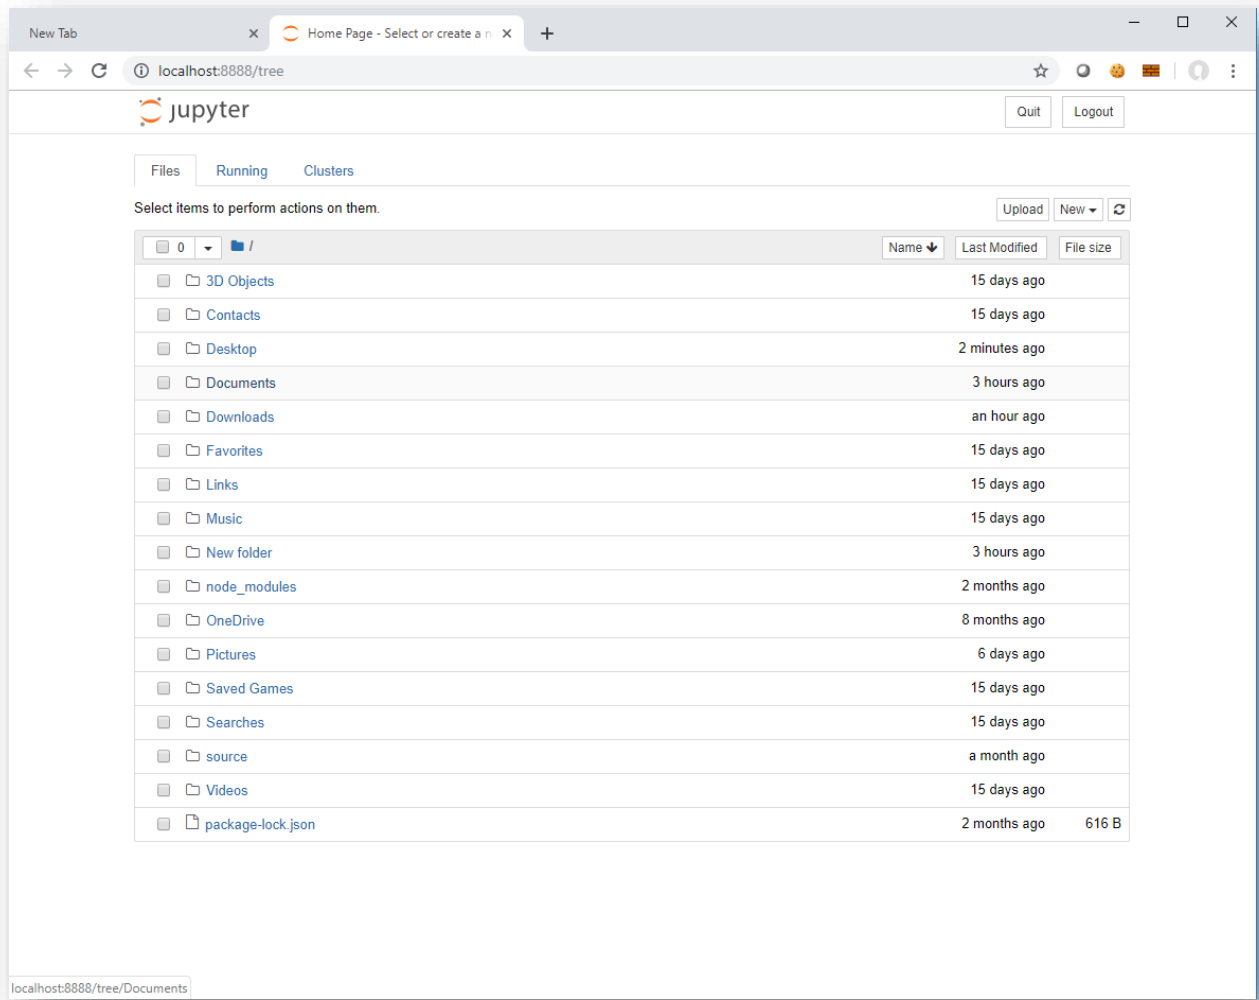 New Tab
Home Page - Select or create a n
localhost:8888/tree
jupyter
Quit Logout
Files Running Clusters
Select items to perform actions on them.
Upload New
0 / Name Last Modified File size
3D Objects 15 days ago
Contacts 15 days ago
Desktop 2 minutes ago
Documents 3 hours ago
Downloads an hour ago
Favorites 15 days ago
Links 15 days ago
Music 15 days ago
New folder 3 hours ago
node_modules 2 months ago
OneDrive 8 months ago
Pictures 6 days ago
Saved Games 15 days ago
Searches 15 days ago
source a month ago
Videos 15 days ago
package-lock.json 2 months ago 616 B
localhost:8888/tree/Documents